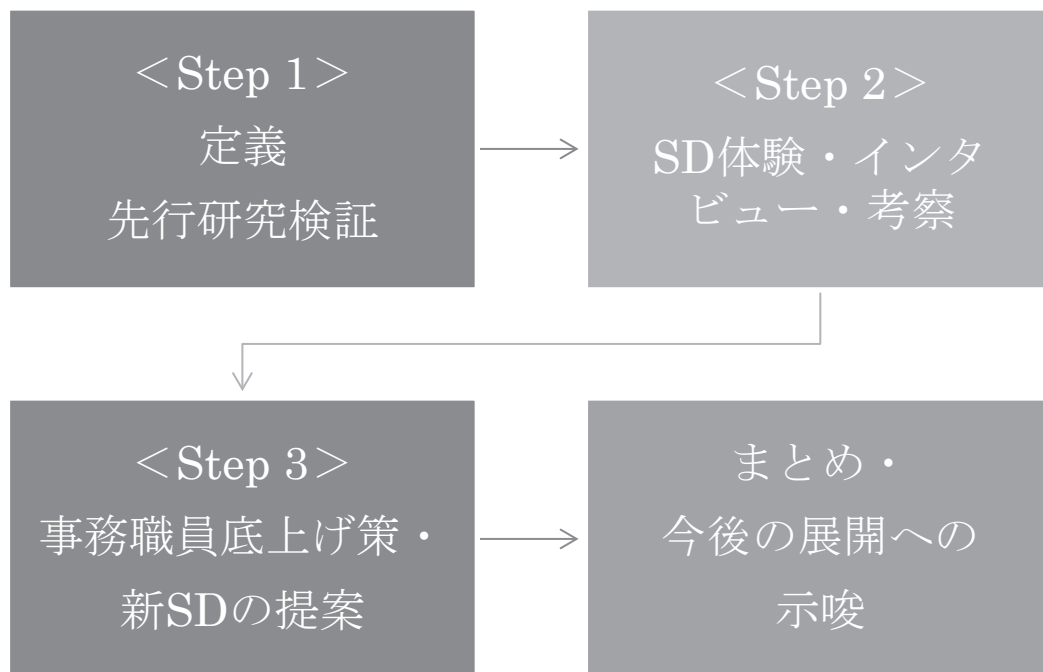 ＜Step 1＞
定義
先行研究検証
＜Step 2＞
SD体験・インタ
ビュー・考察
＜Step 3＞
事務職員底上げ策・
新SDの提案
まとめ・
今後の展開への
示唆